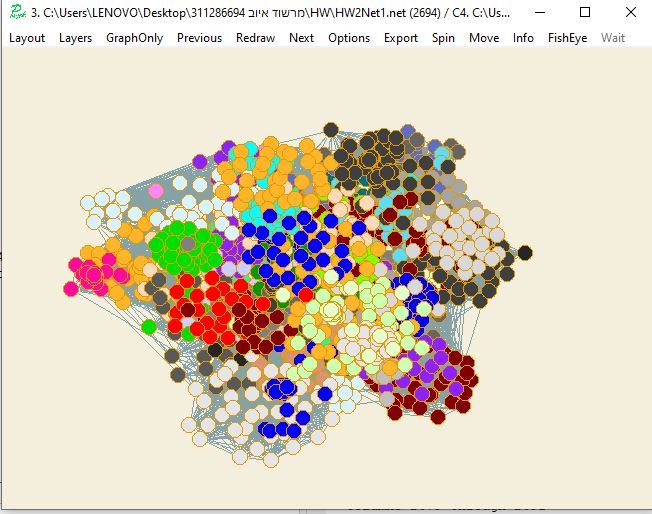 3. C:\Users\LENOVO\Desktop\311286694 מרשוד איוב\HW\HW2Net1.net (2694) / C4. C:\Us...
Layout Layers GraphOnly Previous Redraw Next Options Export Spin Move Info FishEye Wait